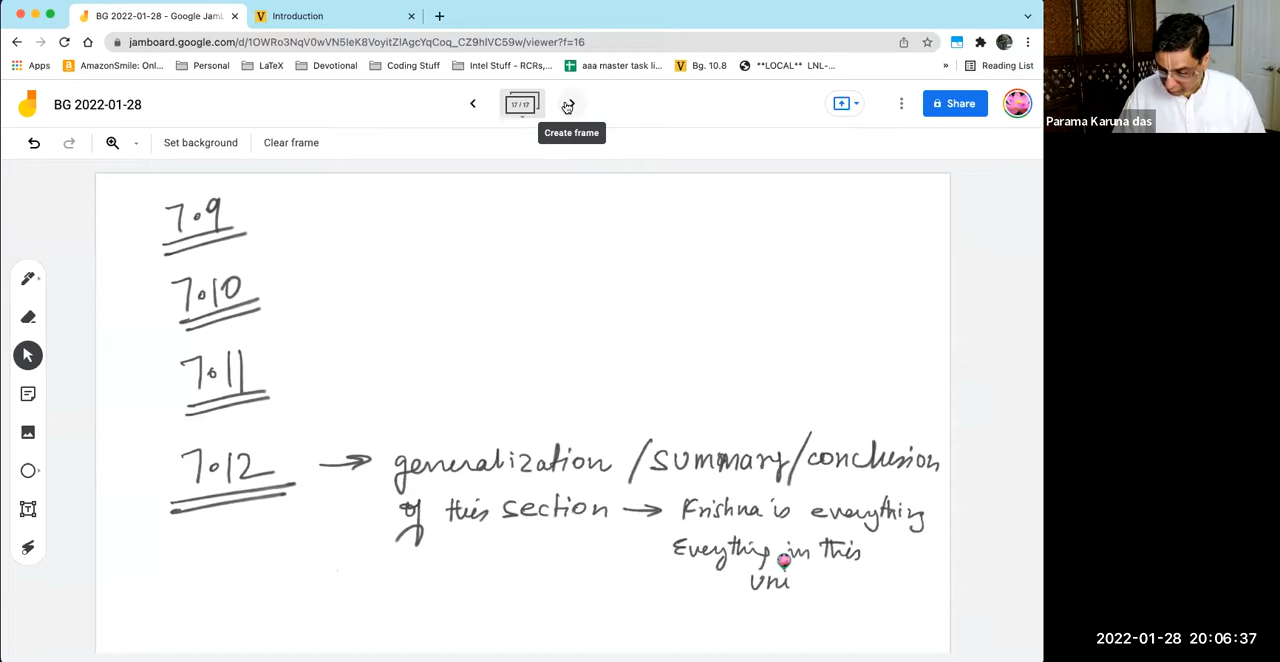 BG 2022-01-28 - Google Jam
Introduction
jamboard.google.com/d/1OWRo3NqV0wVN5leK8VoyitZlAgcYqCoq_CZ9hlVC59w/viewer?f=16
Apps AmazonSmile: Onl... Personal LaTeX Devotional Coding Stuff Intel Stuff - RCRs,... aaa master task li... Bg. 10.8 **LOCAL** LNL-... » Reading List
BG 2022-01-28
17 / 17
Share
Create frame
Set background Clear frame
Parama Karuna das
7.9
7.10
7.11
7.12 → generalization / summary / conclusion
of this section → Krishna is everything
Everything in this
uni
2022-01-28 20:06:37